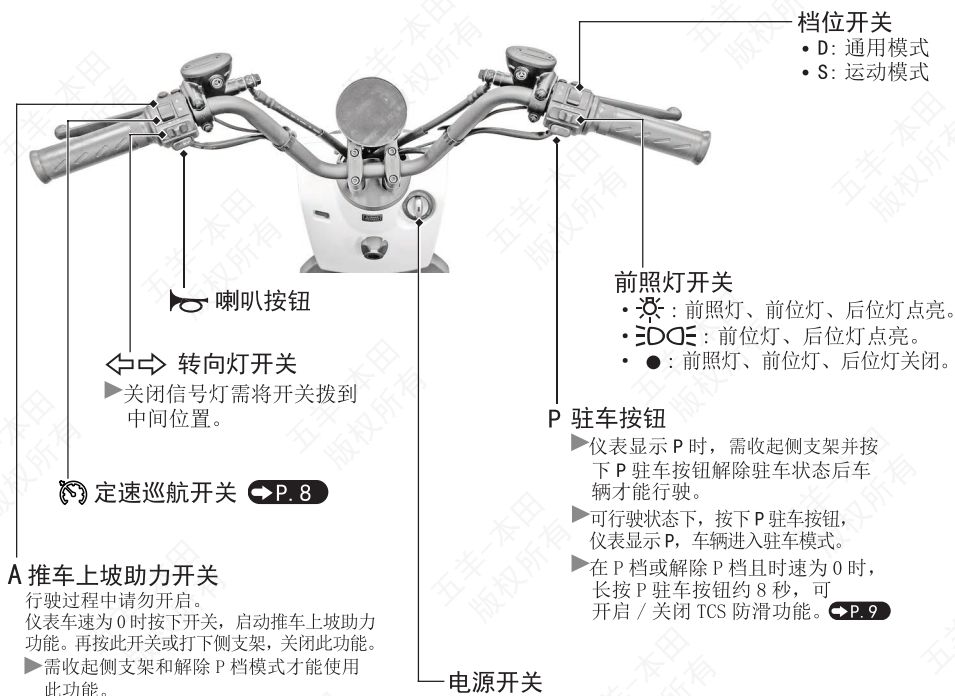 档位开关
• D: 通用模式
• S: 运动模式
前照灯开关
• : 前照灯、前位灯、后位灯点亮。
• : 前位灯、后位灯点亮。
• ●: 前照灯、前位灯、后位灯关闭。
喇叭按钮
转向灯开关
▶关闭信号灯需将开关拨到
中间位置。
定速巡航开关 ➡P. 8
A 推车上坡助力开关
行驶过程中请勿开启。
仪表车速为 0 时按下开关，启动推车上坡助力
功能。再按此开关或打下侧支架，关闭此功能。
▶需收起侧支架和解除 P 档模式才能使用
此功能。
P 驻车按钮
▶仪表显示 P 时，需收起侧支架并按
下 P 驻车按钮解除驻车状态后车
辆才能行驶。
▶可行驶状态下，按下 P 驻车按钮，
仪表显示 P，车辆进入驻车模式。
▶在 P 档或解除 P 档且时速为 0 时，
长按 P 驻车按钮约 8 秒，可
开启 / 关闭 TCS 防滑功能。➡P. 9
电源开关
五羊-本田
版权所有